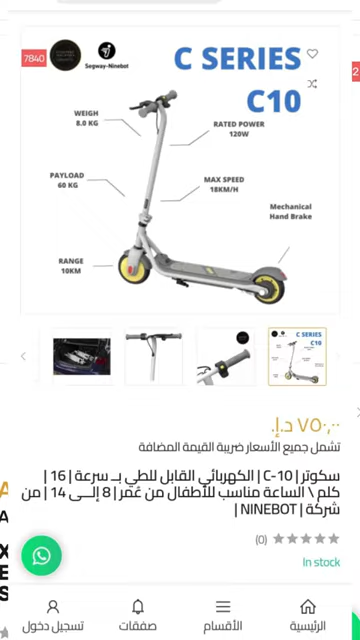 7840
Segway-Ninebot
C SERIES
C10
WEIGH
8.0 KG
RATED POWER
120W
PAYLOAD
60 KG
MAX SPEED
18KM/H
Mechanical
Hand Brake
RANGE
10KM
C SERIES
C10
٧٥٠,٠٠ د.إ.
تشمل جميع الأسعار ضريبة القيمة المضافة
سكوتر | C-10 | الكهربائي القابل للطي بــ سرعة | 16 |
كلم \ الساعة مناسب للأطفال من عُمر | 8 إلــى 14 | من
شركة | NINEBOT |
(0)
In stock
الرئيسية
الأقسام
صفقات
تسجيل دخول